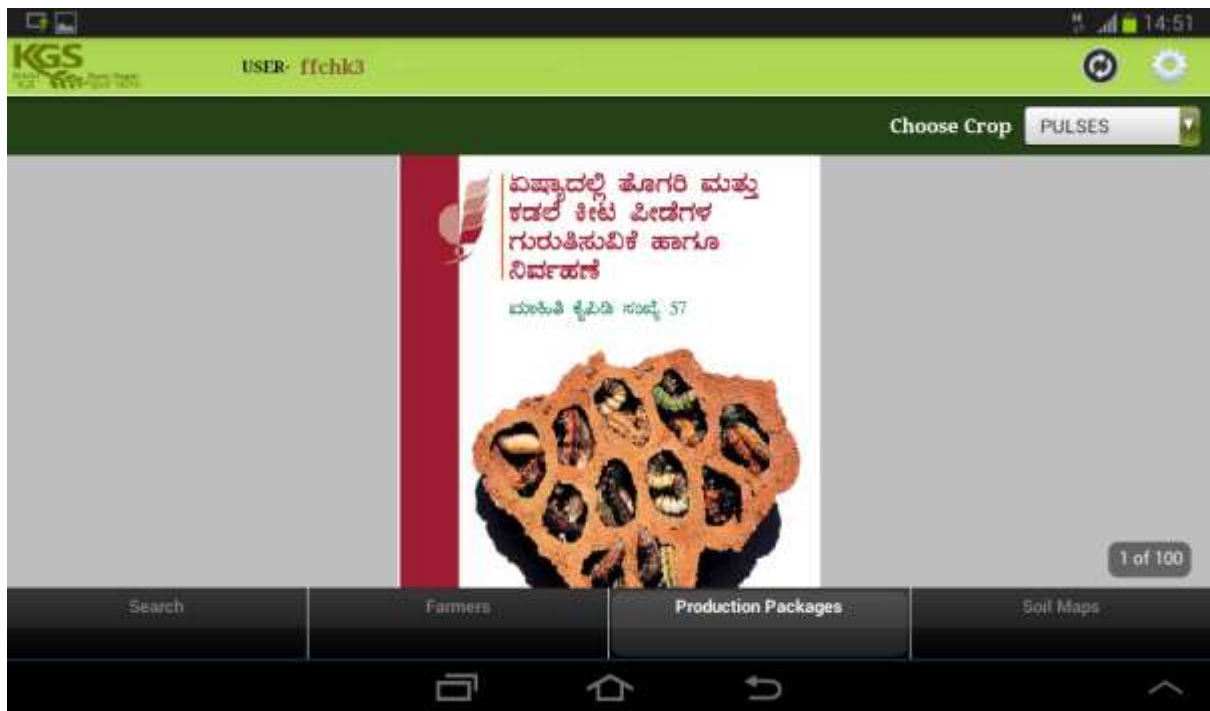 14:51
KGS
USER- ffchk3
Choose Crop PULSES
ಏಷ್ಯಾದಲ್ಲಿ ತೊಗರಿ ಮತ್ತು
ಕಡಲೆ ಕೀಟ ಪೀಡೆಗಳ
ಗುರುತಿಸುವಿಕೆ ಹಾಗೂ
ನಿರ್ವಹಣೆ
ಮಾಹಿತಿ ಕೈಪಿಡಿ ಸಂಖ್ಯೆ 57
1 of 100
Search Farmers Production Packages Soil Maps